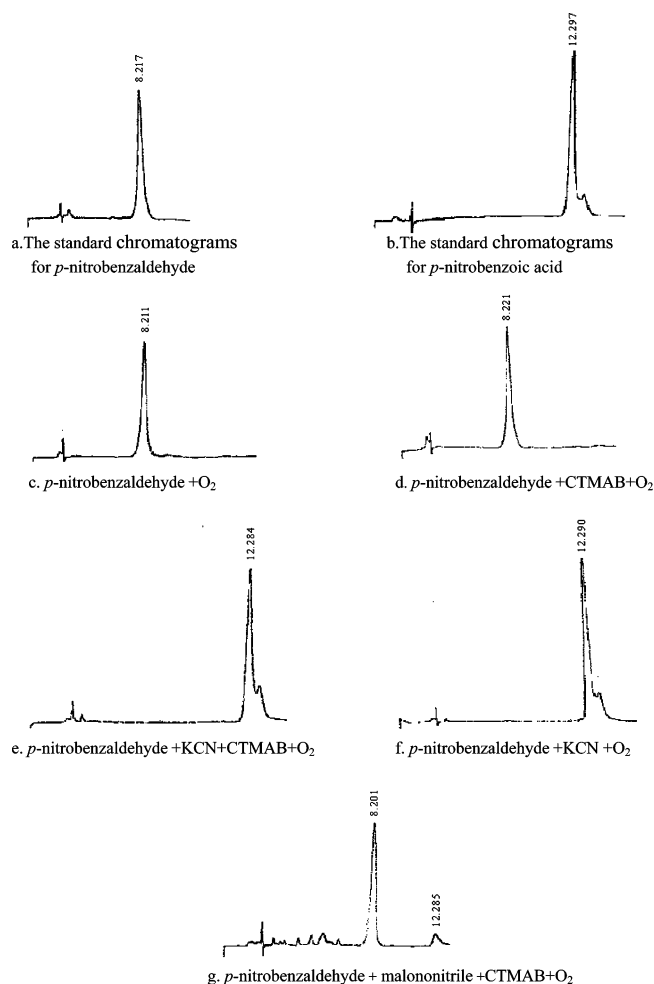 8.217
12.297
a.The standard chromatograms
for p-nitrobenzaldehyde
b.The standard chromatograms
for p-nitrobenzoic acid
8.211
8.221
c. p-nitrobenzaldehyde +O₂
d. p-nitrobenzaldehyde +CTMAB+O₂
12.284
12.290
e. p-nitrobenzaldehyde +KCN+CTMAB+O₂
f. p-nitrobenzaldehyde +KCN +O₂
8.201
12.285
g. p-nitrobenzaldehyde + malononitrile +CTMAB+O₂